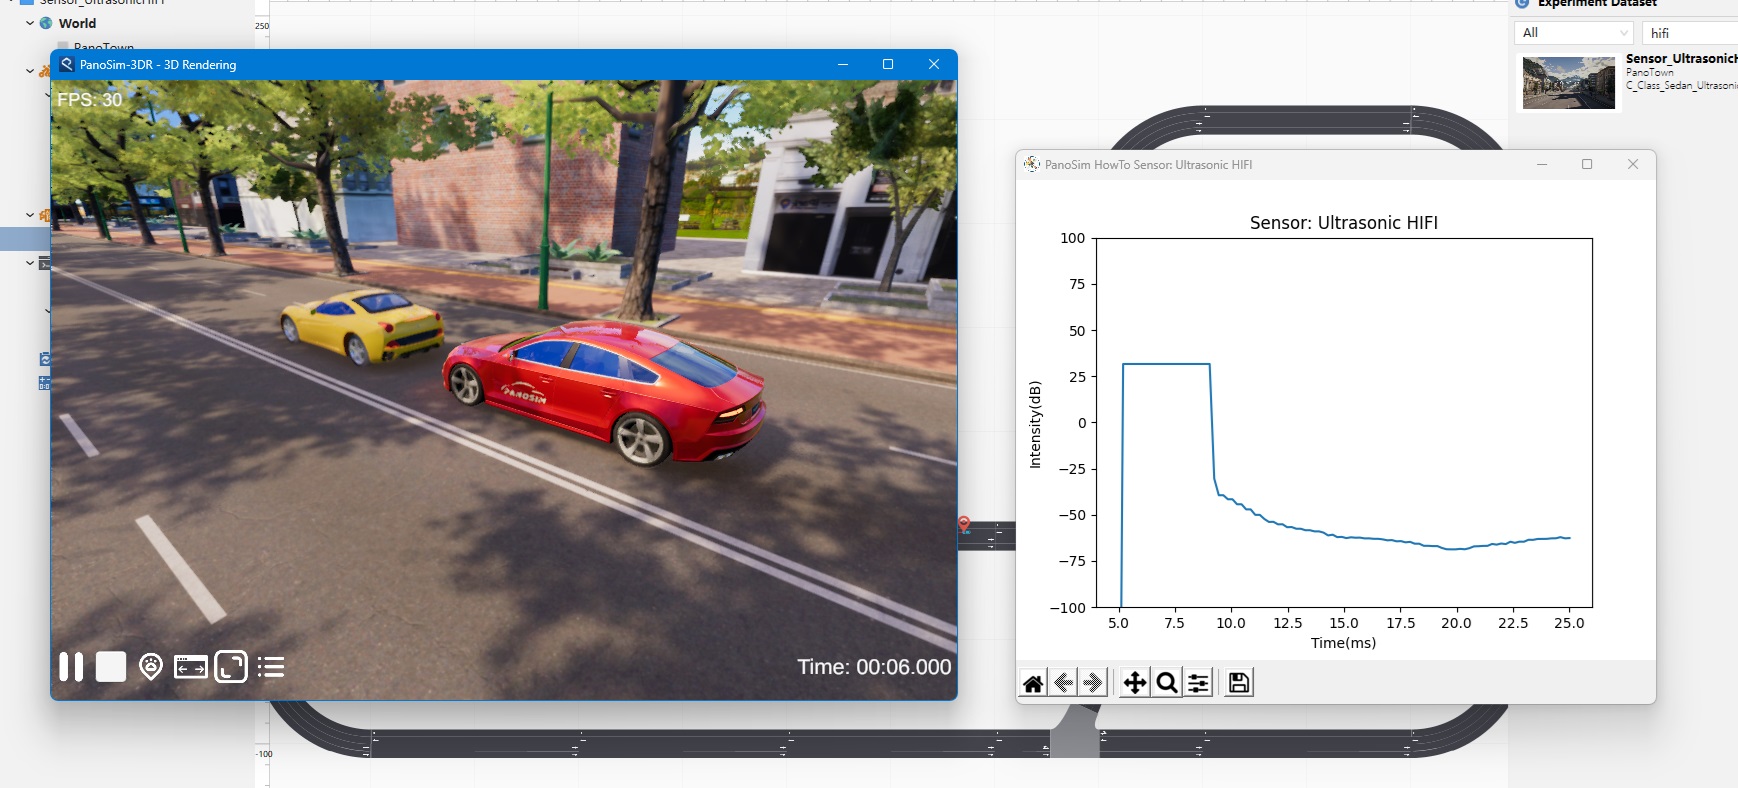 Sensor_UltrasonicHIFI
World
PanoTown
250
-100
PanoSim-3DR - 3D Rendering
FPS: 30
PANOSIM
Time: 00:06.000
Experiment Dataset
All
hifi
Sensor_UltrasonicH
PanoTown
C_Class_Sedan_Ultrasoni
PanoSim HowTo Sensor: Ultrasonic HIFI
Sensor: Ultrasonic HIFI
100
75
50
25
0
−25
−50
−75
−100
Intensity(dB)
5.0 7.5 10.0 12.5 15.0 17.5 20.0 22.5 25.0
Time(ms)